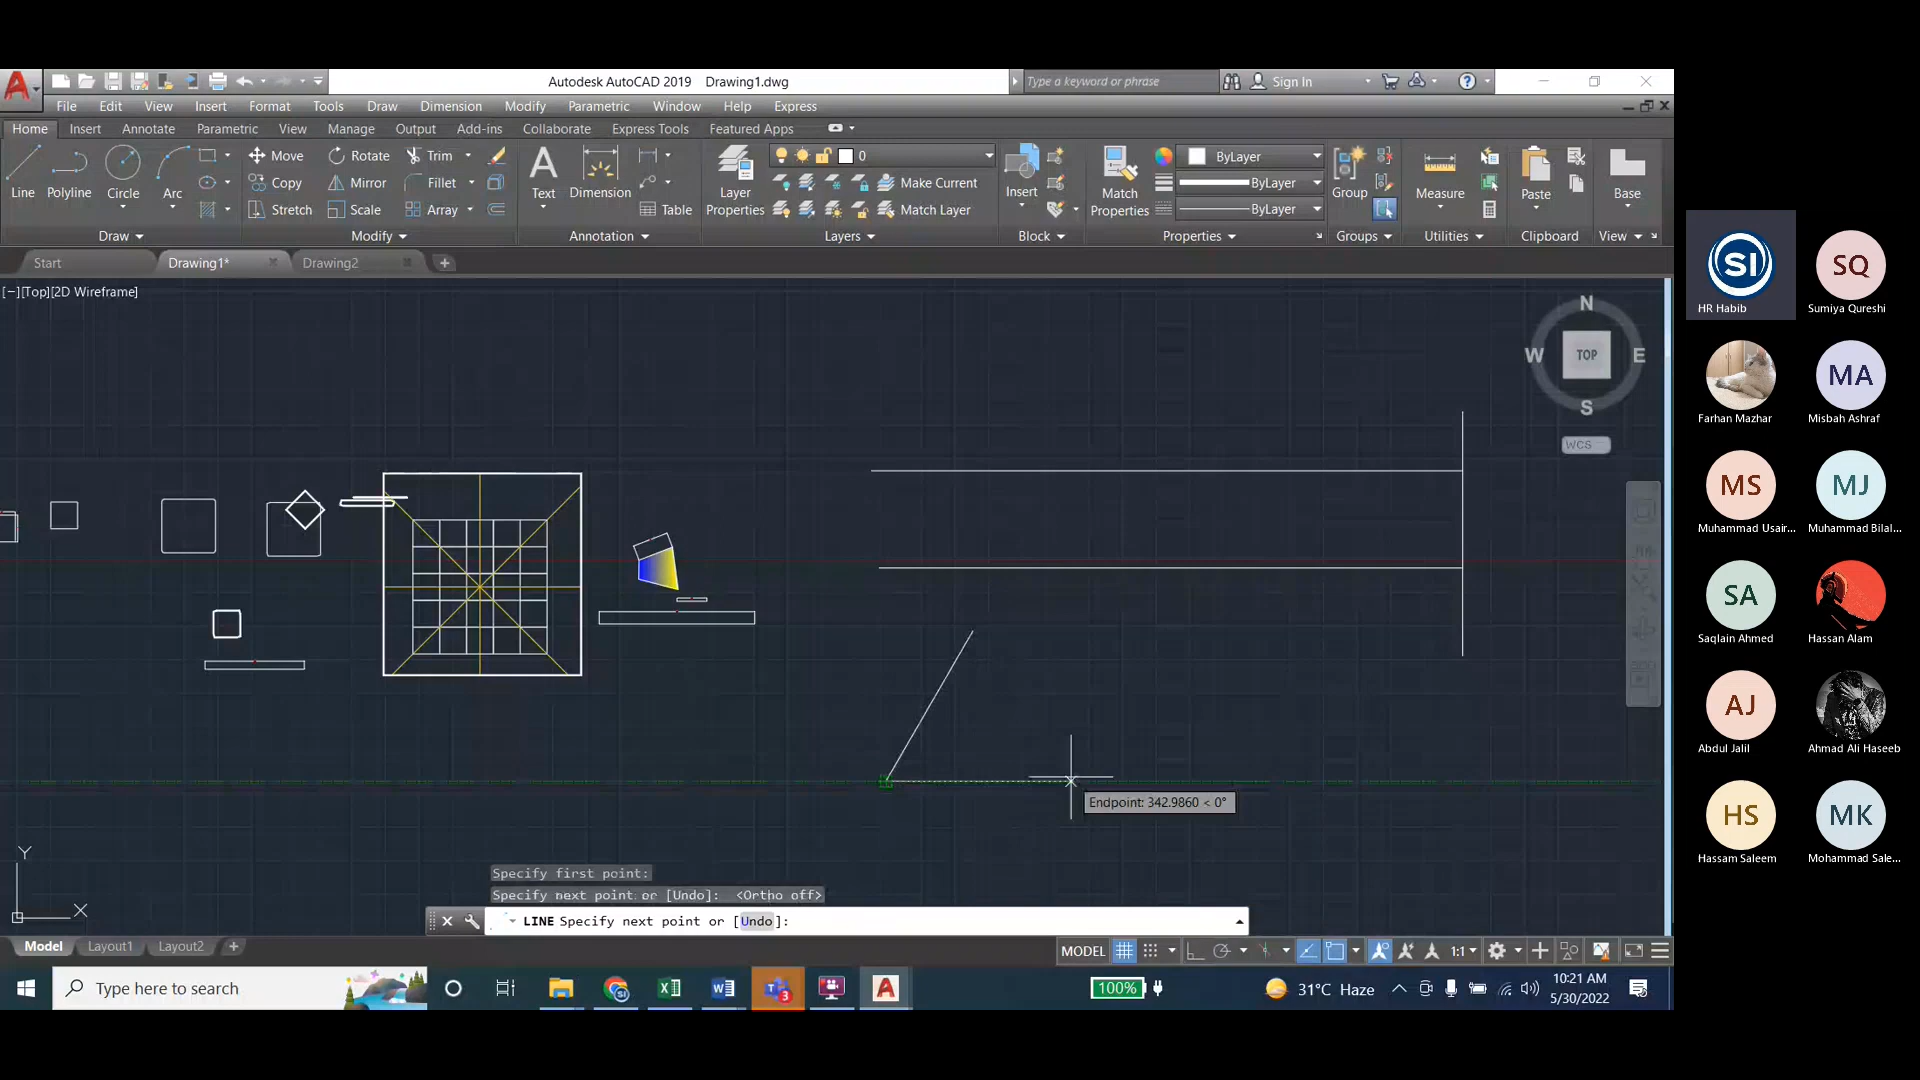 Autodesk AutoCAD 2019 Drawing1.dwg
Type a keyword or phrase
Sign In
File Edit View Insert Format Tools Draw Dimension Modify Parametric Window Help Express
Home Insert Annotate Parametric View Manage Output Add-ins Collaborate Express Tools Featured Apps
Line
Polyline
Circle
Arc
Move
Rotate
Trim
Copy
Mirror
Fillet
Stretch
Scale
Array
Text
Dimension
Table
Layer
Properties
0
Make Current
Match Layer
Insert
Match
Properties
ByLayer
ByLayer
ByLayer
Group
Measure
Paste
Base
Draw
Modify
Annotation
Layers
Block
Properties
Groups
Utilities
Clipboard
View
Start
Drawing1*
Drawing2
[−][Top][2D Wireframe]
N
W
TOP
E
S
WCS
Endpoint: 342.9860 < 0°
Y
X
Specify first point:
Specify next point or [Undo]: <Ortho off>
LINE Specify next point or [Undo]:
Model
Layout1
Layout2
MODEL
1:1
Type here to search
3
100%
31°C Haze
10:21 AM
5/30/2022
SI
HR Habib
SQ
Sumiya Qureshi
Farhan Mazhar
MA
Misbah Ashraf
MS
Muhammad Usair...
MJ
Muhammad Bilal...
SA
Saqlain Ahmed
Hassan Alam
AJ
Abdul Jalil
Ahmad Ali Haseeb
HS
Hassam Saleem
MK
Mohammad Sale...